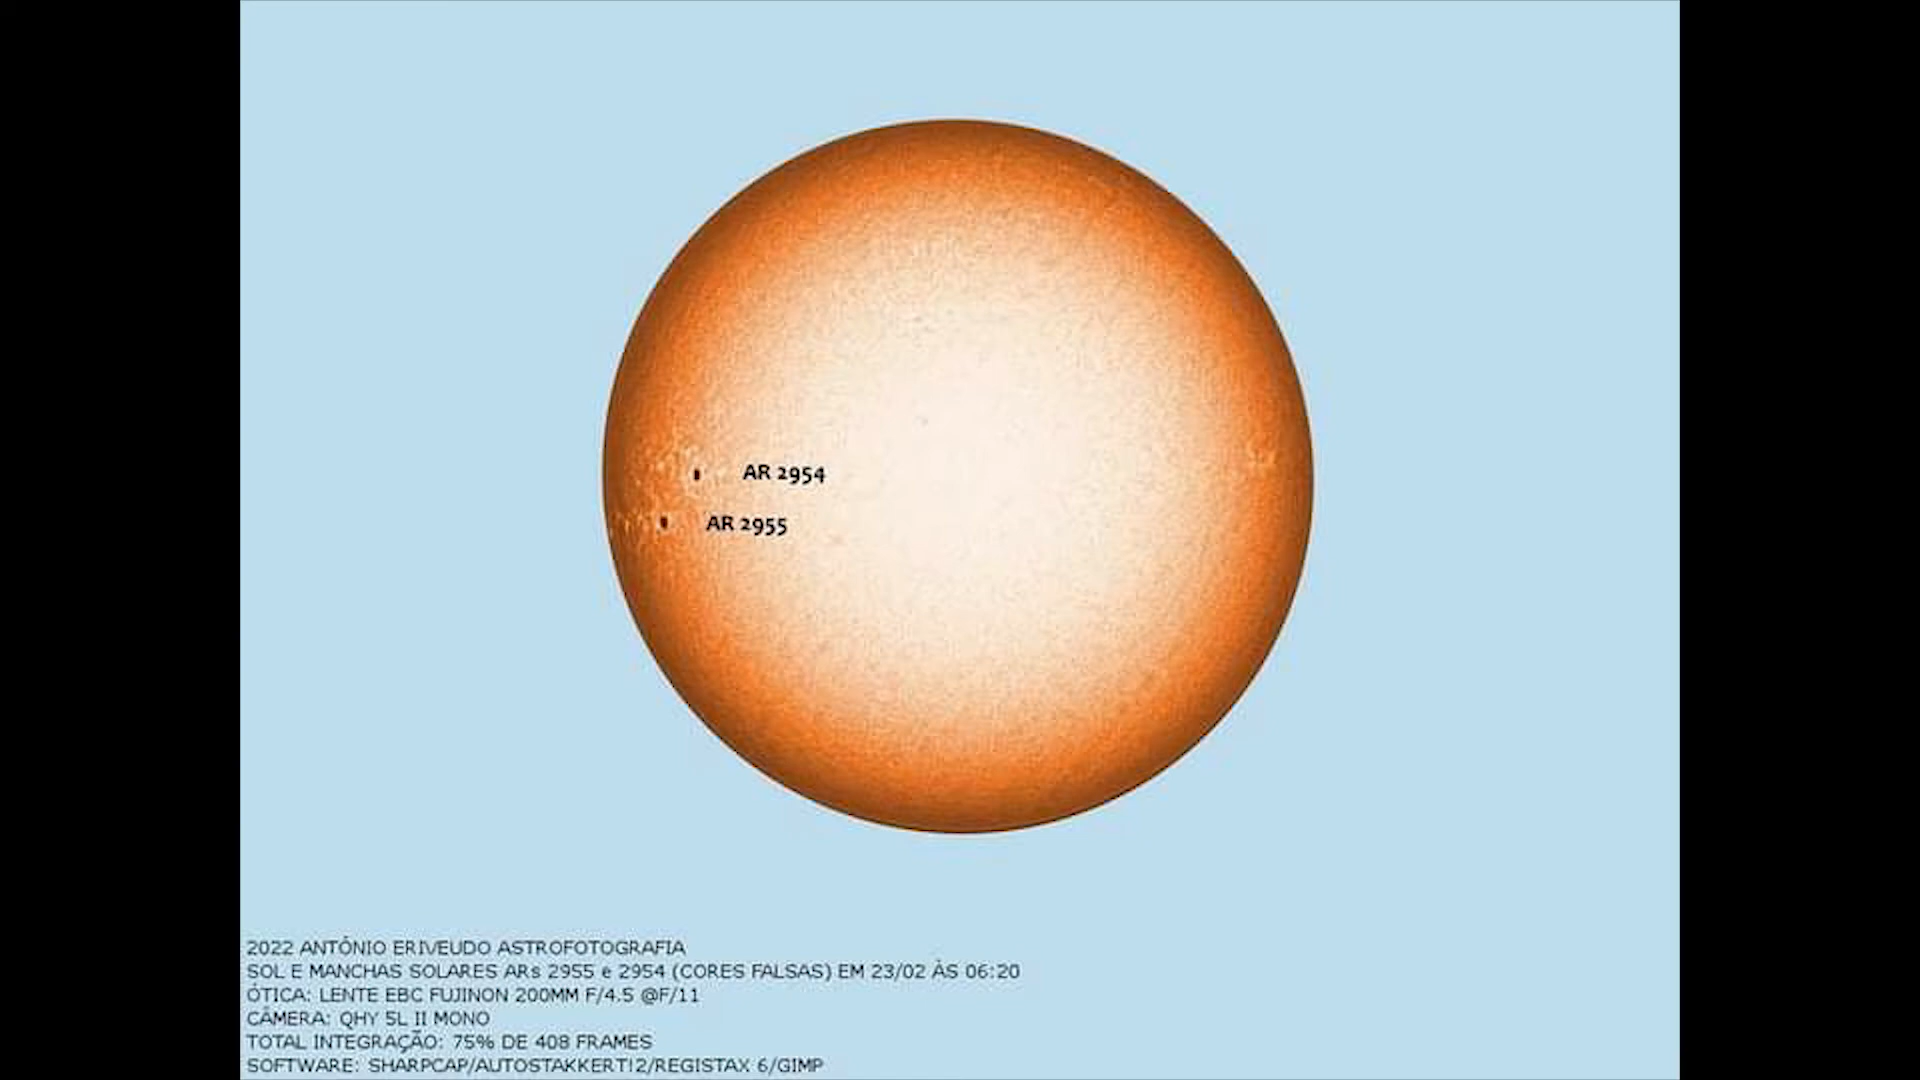 AR 2954
AR 2955
2022 ANTÔNIO ERIVEUDO ASTROFOTOGRAFIA
SOL E MANCHAS SOLARES ARs 2955 e 2954 (CORES FALSAS) EM 23/02 ÀS 06:20
ÓTICA: LENTE EBC FUJINON 200MM F/4.5 @F/11
CÂMERA: QHY 5L II MONO
TOTAL INTEGRAÇÃO: 75% DE 408 FRAMES
SOFTWARE: SHARPCAP/AUTOSTAKKERT!2/REGISTAX 6/GIMP